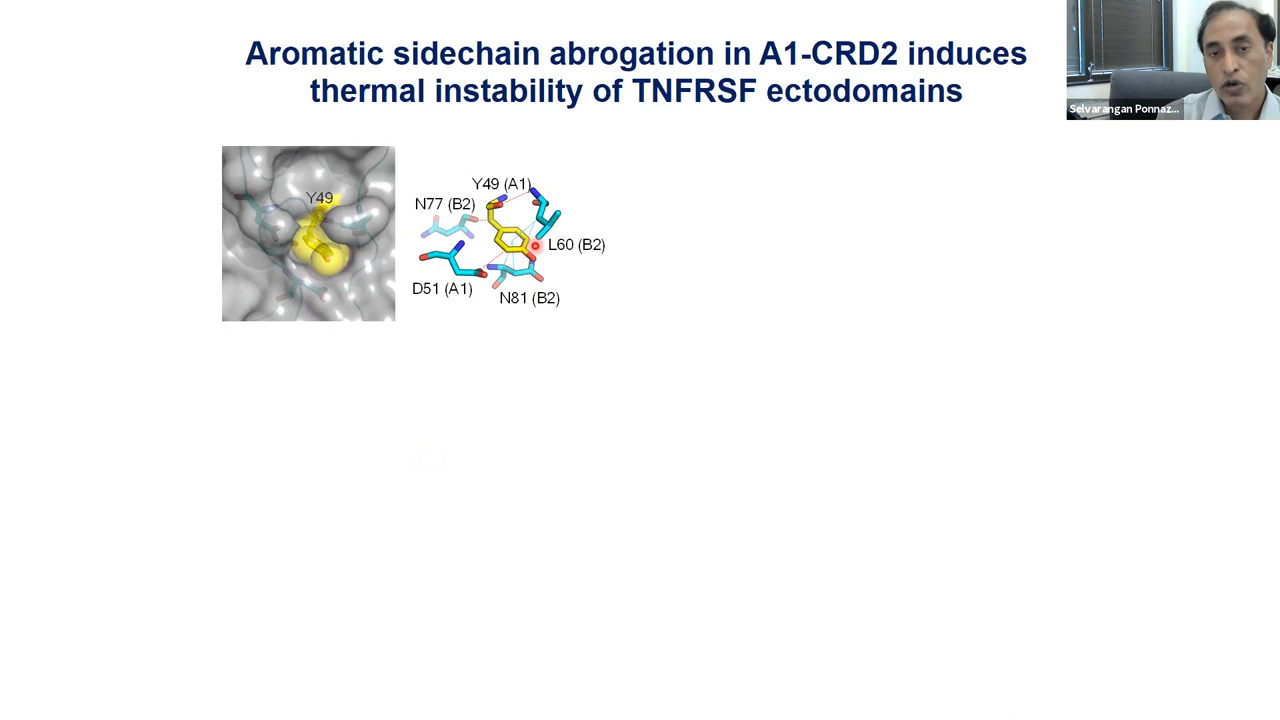 Aromatic sidechain abrogation in A1-CRD2 induces
thermal instability of TNFRSF ectodomains
Selvarangan Ponnaz...
Y49
Y49 (A1)
N77 (B2)
L60 (B2)
D51 (A1)
N81 (B2)